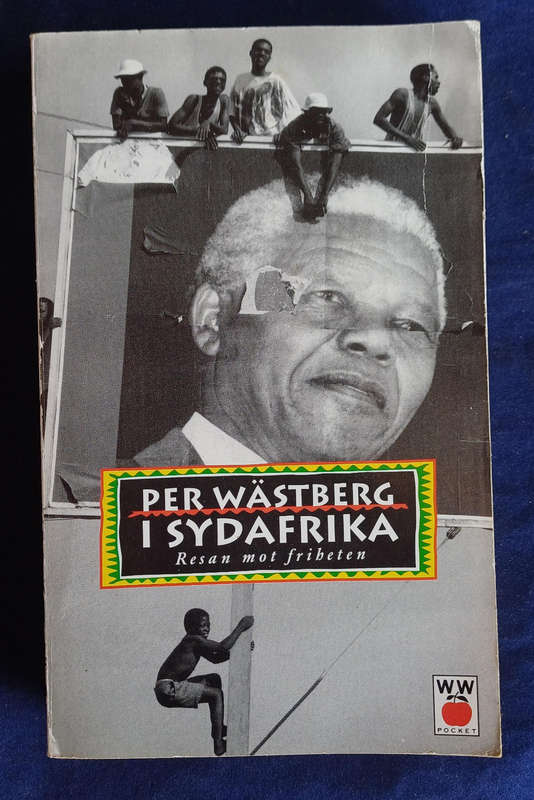 PER WÄSTBERG
I SYDAFRIKA
Resan mot friheten
WW
POCKET